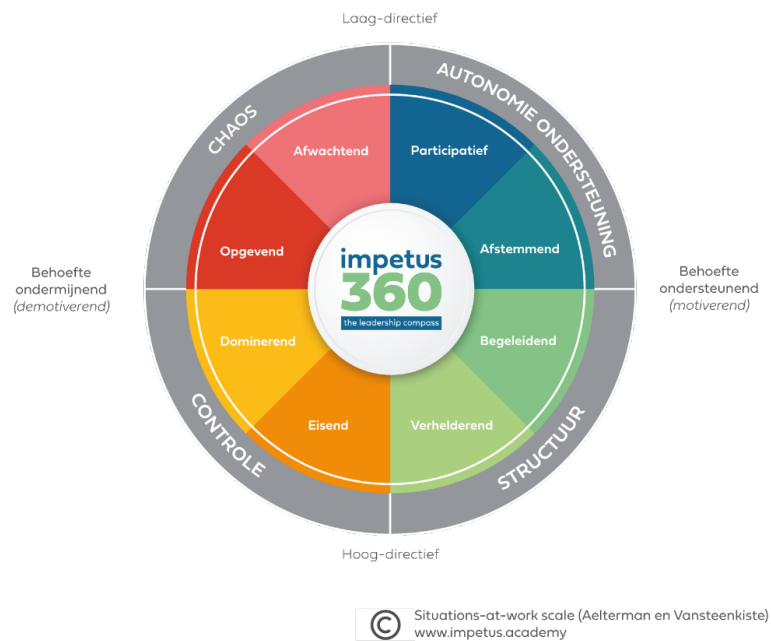 Laag-directief
CHAOS
AUTONOMIE ONDERSTEUNING
Afwachtend
Participatief
Opgevend
Afstemmend
impetus
360
the leadership compass
Behoefte
ondermijnend
(demotiverend)
Behoefte
ondersteunend
(motiverend)
Dominerend
Begeleidend
Eisend
Verhelderend
CONTROLE
STRUCTUUR
Hoog-directief
© Situations-at-work scale (Aelterman en Vansteenkiste)
www.impetus.academy